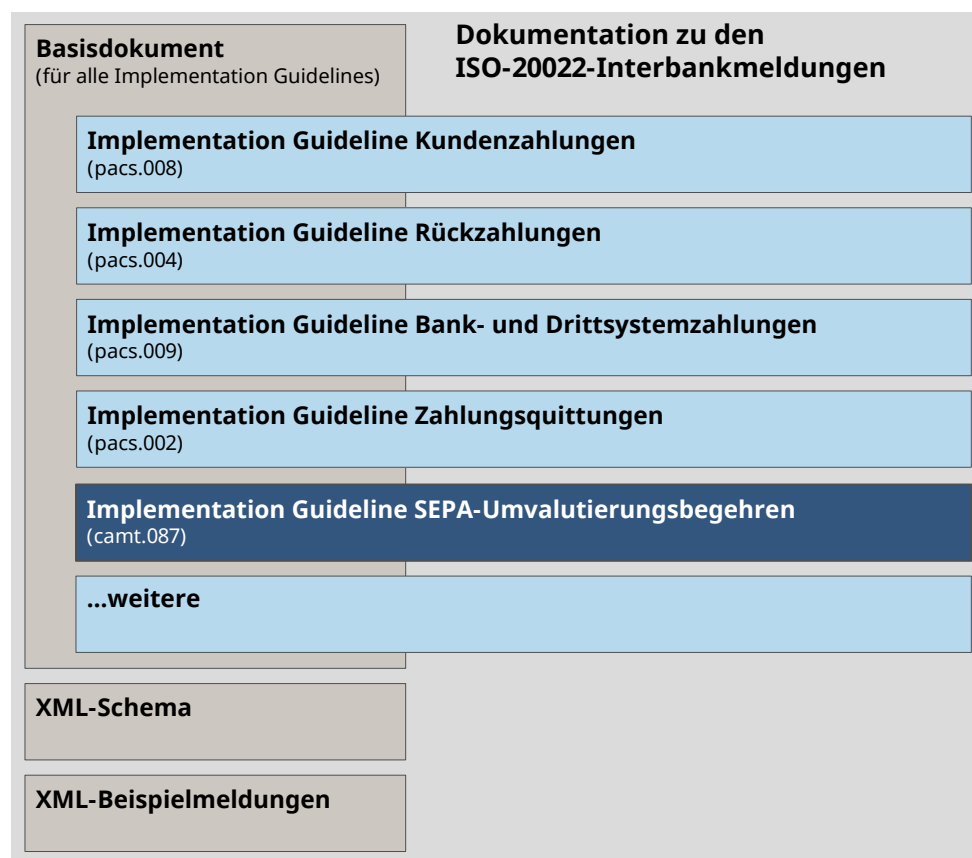 Basisdokument
(für alle Implementation Guidelines)
Dokumentation zu den
ISO-20022-Interbankmeldungen
Implementation Guideline Kundenzahlungen
(pacs.008)
Implementation Guideline Rückzahlungen
(pacs.004)
Implementation Guideline Bank- und Drittsystemzahlungen
(pacs.009)
Implementation Guideline Zahlungsquittungen
(pacs.002)
Implementation Guideline SEPA-Umvalutierungsbegehren
(camt.087)
...weitere
XML-Schema
XML-Beispielmeldungen